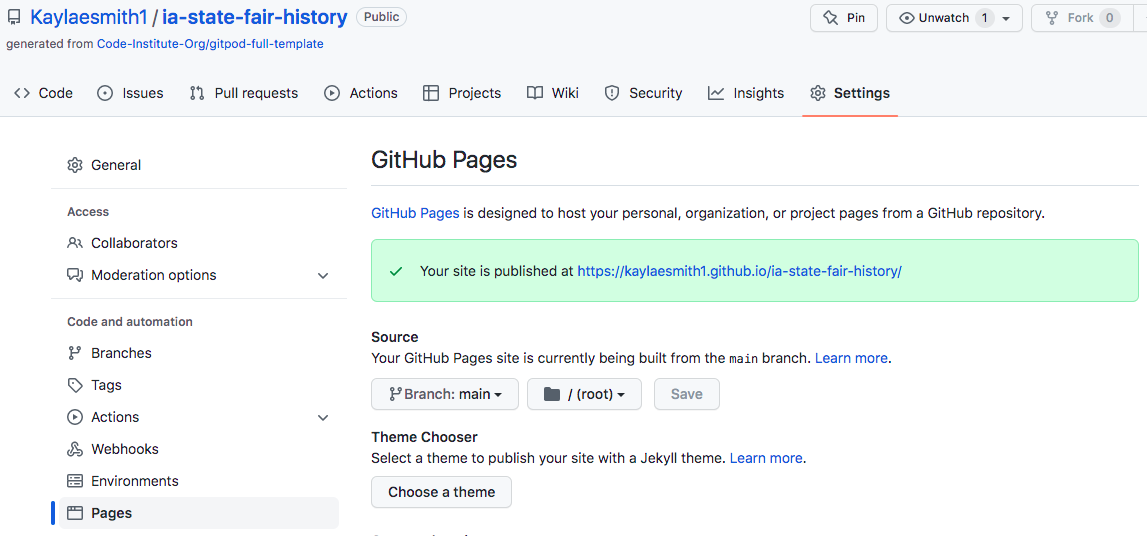 Kaylaesmith1 / ia-state-fair-history Public
Pin
Unwatch 1
Fork 0
generated from Code-Institute-Org/gitpod-full-template
Code Issues Pull requests Actions Projects Wiki Security Insights Settings
General
Access
Collaborators
Moderation options
Code and automation
Branches
Tags
Actions
Webhooks
Environments
Pages
GitHub Pages
GitHub Pages is designed to host your personal, organization, or project pages from a GitHub repository.
Your site is published at https://kaylaesmith1.github.io/ia-state-fair-history/
Source
Your GitHub Pages site is currently being built from the main branch. Learn more.
Branch: main / (root) Save
Theme Chooser
Select a theme to publish your site with a Jekyll theme. Learn more.
Choose a theme